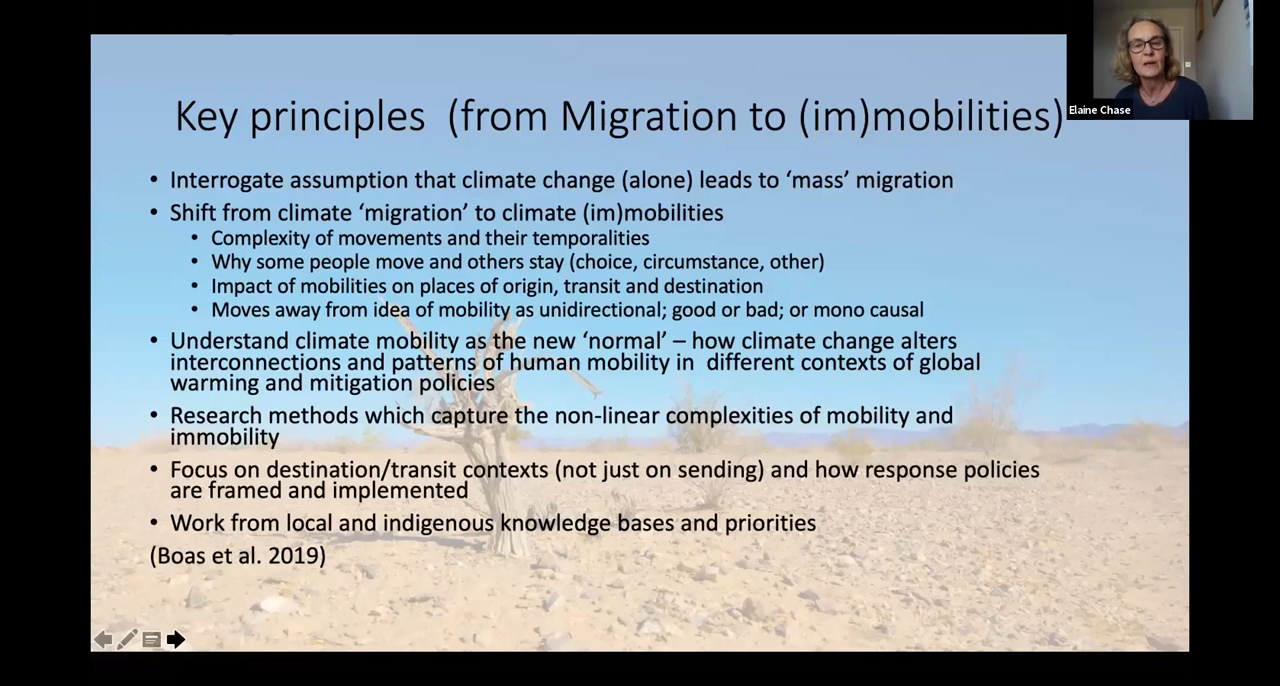 Key principles  (from Migration to (im)mobilities)
Elaine Chase
• Interrogate assumption that climate change (alone) leads to ‘mass’ migration
• Shift from climate ‘migration’ to climate (im)mobilities
• Complexity of movements and their temporalities
• Why some people move and others stay (choice, circumstance, other)
• Impact of mobilities on places of origin, transit and destination
• Moves away from idea of mobility as unidirectional; good or bad; or mono causal
• Understand climate mobility as the new ‘normal’ – how climate change alters
interconnections and patterns of human mobility in  different contexts of global
warming and mitigation policies
• Research methods which capture the non-linear complexities of mobility and
immobility
• Focus on destination/transit contexts (not just on sending) and how response policies
are framed and implemented
• Work from local and indigenous knowledge bases and priorities
(Boas et al. 2019)